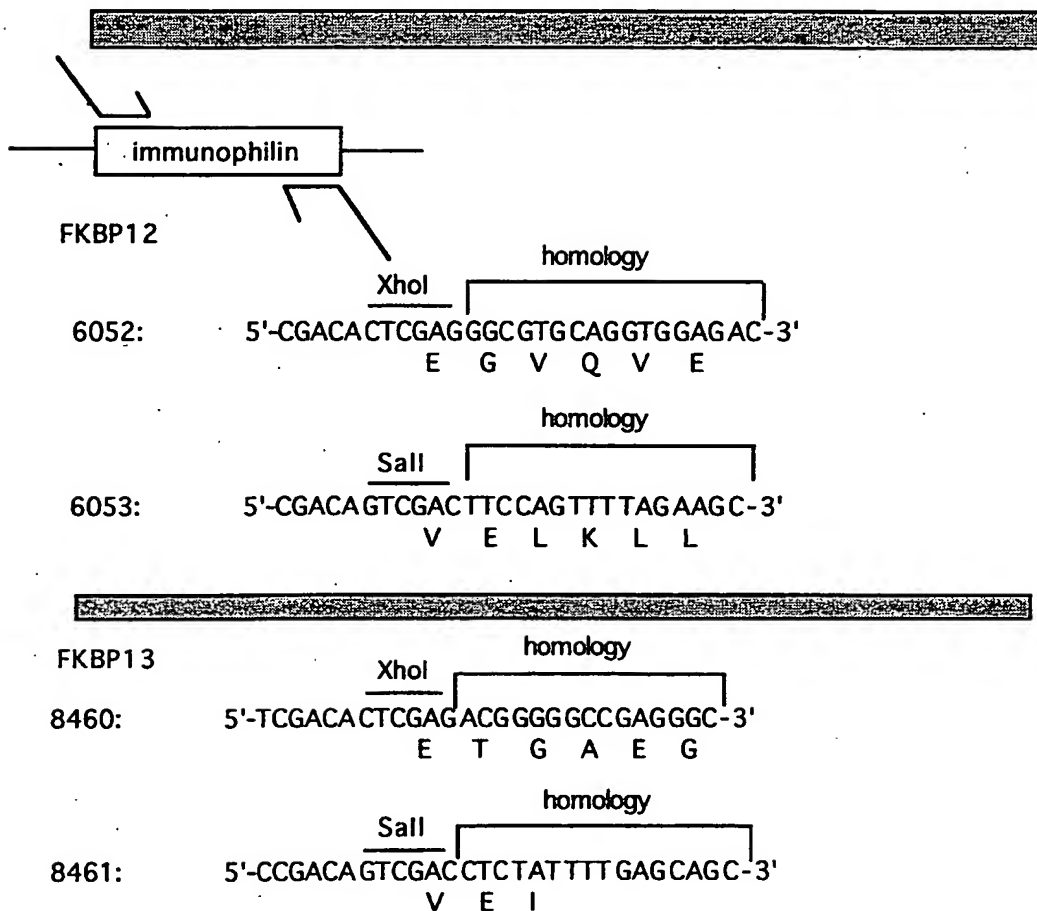 immunophilin
FKBP12
homology
XhoI
6052: 5'-CGACACTCGAGGGCGTGCAGGTGGAGAC-3'
E G V Q V E
homology
SalI
6053: 5'-CGACAGTCGACTTCCAGTTTTAGAAGC-3'
V E L K L L
FKBP13
homology
XhoI
8460: 5'-TCGACACTCGAGACGGGGGCCGAGGGC-3'
E T G A E G
homology
SalI
8461: 5'-CCGACAGTCGACCTCTATTTTGAGCAGC-3'
V E I